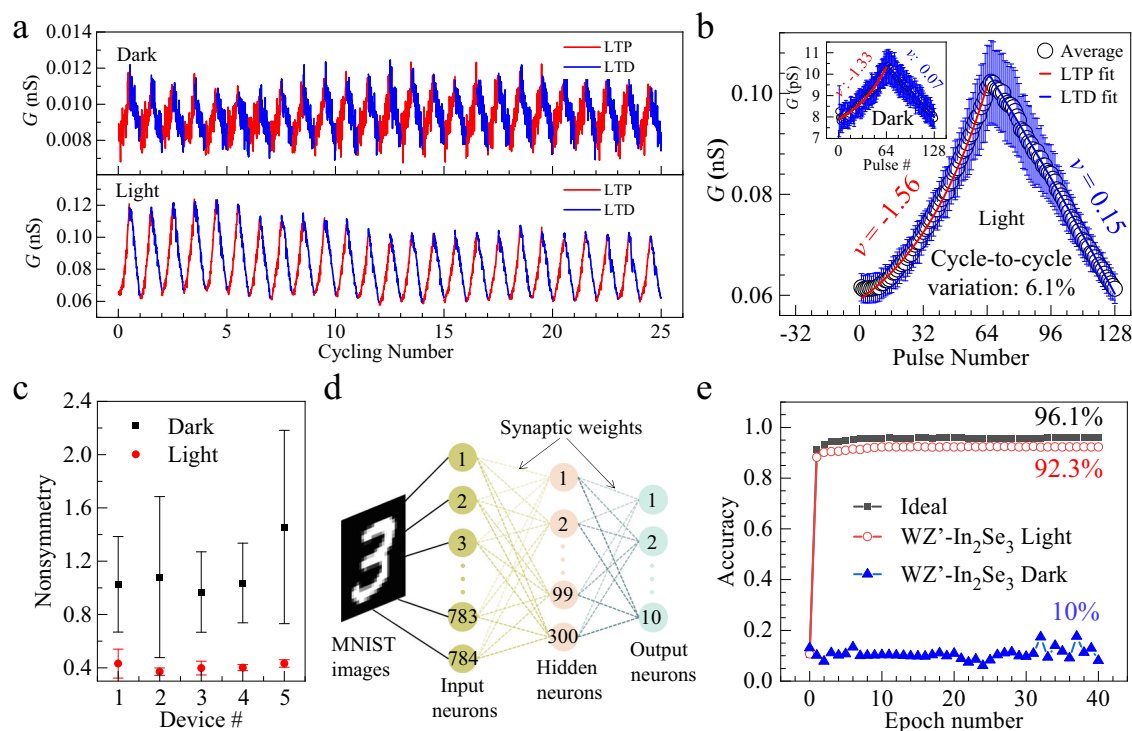 a
Dark
LTP
LTD
G (nS)
0.014
0.012
0.010
0.008
Light
LTP
LTD
G (nS)
0.12
0.10
0.08
0.06
0 5 10 15 20 25
Cycling Number
b
Average
LTP fit
LTD fit
G (nS)
0.10
0.08
0.06
G (pS)
11
10
9
8
7
ν: -1.33
ν: 0.07
Dark
0 64 128
Pulse #
ν = -1.56
ν = 0.15
Light
Cycle-to-cycle
variation: 6.1%
-32 0 32 64 96 128
Pulse Number
c
Nonsymmetry
2.4
2.0
1.6
1.2
0.8
0.4
Dark
Light
1 2 3 4 5
Device #
d
Synaptic weights
MNIST
images
1
2
3
783
784
Input
neurons
1
2
99
300
Hidden
neurons
1
2
10
Output
neurons
e
Accuracy
1.0
0.8
0.6
0.4
0.2
0.0
96.1%
92.3%
Ideal
WZ'-In₂Se₃ Light
WZ'-In₂Se₃ Dark
10%
0 10 20 30 40
Epoch number